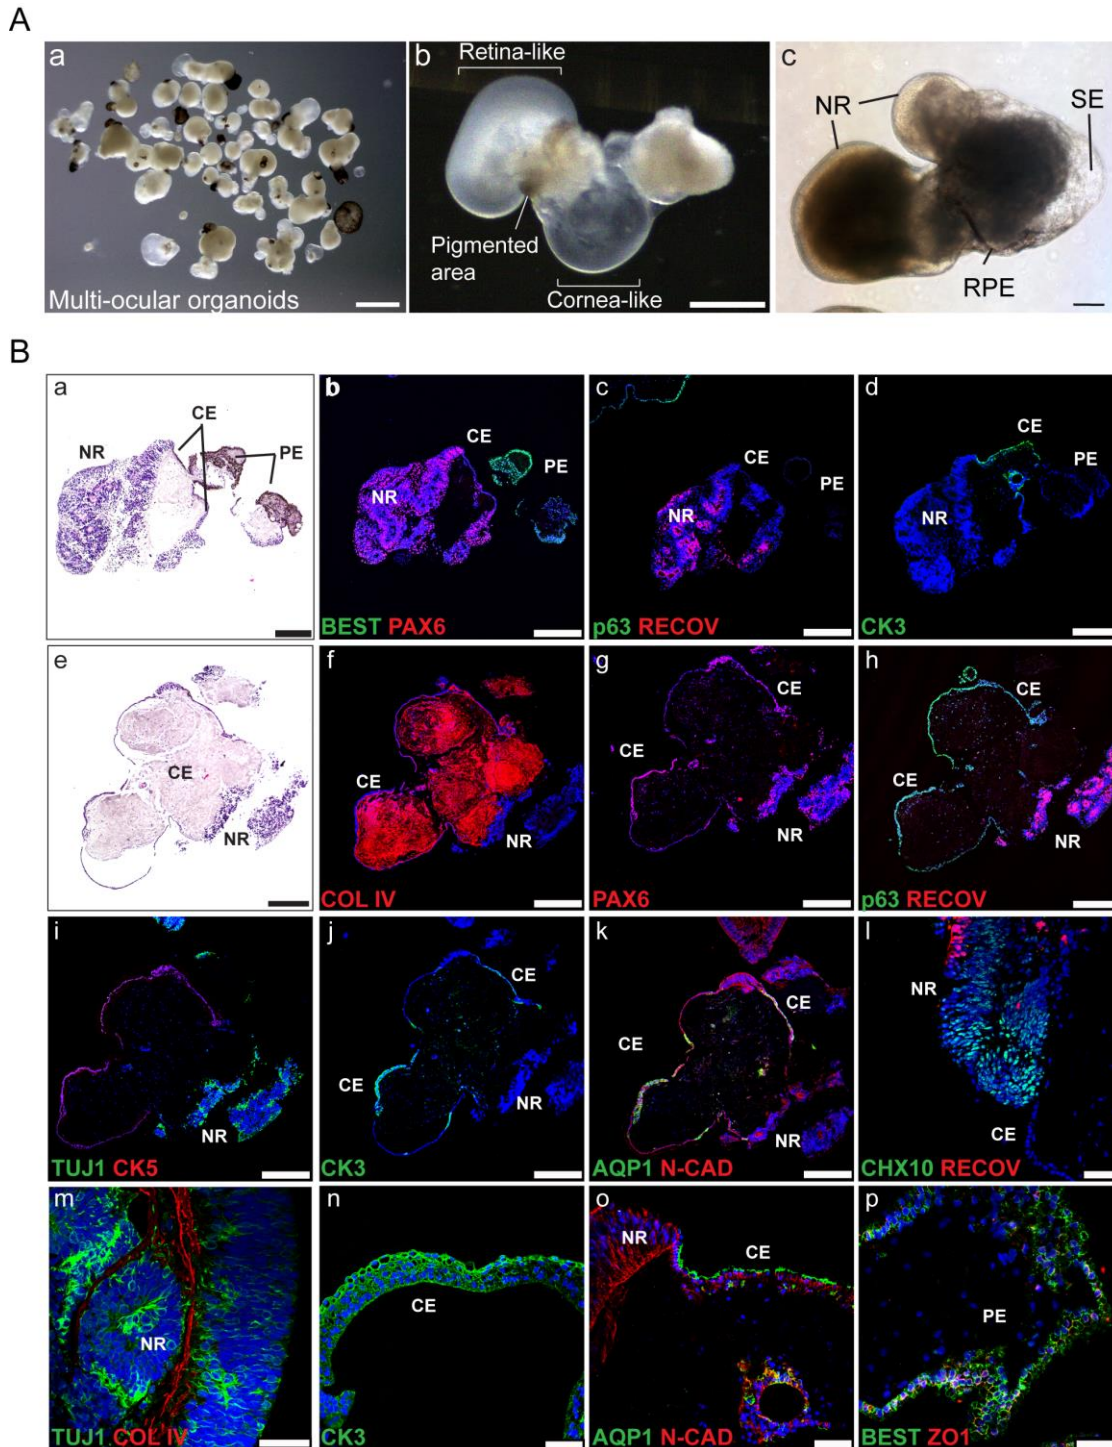 A
a
Multi-ocular organoids
b
Retina-like
Pigmented
area
Cornea-like
c
NR
SE
RPE
B
a
NR
CE
PE
b
CE
PE
NR
BEST PAX6
c
CE
PE
NR
p63 RECOV
d
CE
PE
NR
CK3
e
CE
NR
f
CE
NR
COL IV
g
CE
CE
NR
PAX6
h
CE
CE
NR
p63 RECOV
i
NR
TUJ1 CK5
j
CE
CE
NR
CK3
k
CE
CE
NR
AQP1 N-CAD
l
NR
CE
CHX10 RECOV
m
NR
TUJ1 COL IV
n
CE
CK3
o
NR
CE
AQP1 N-CAD
p
PE
BEST ZO1